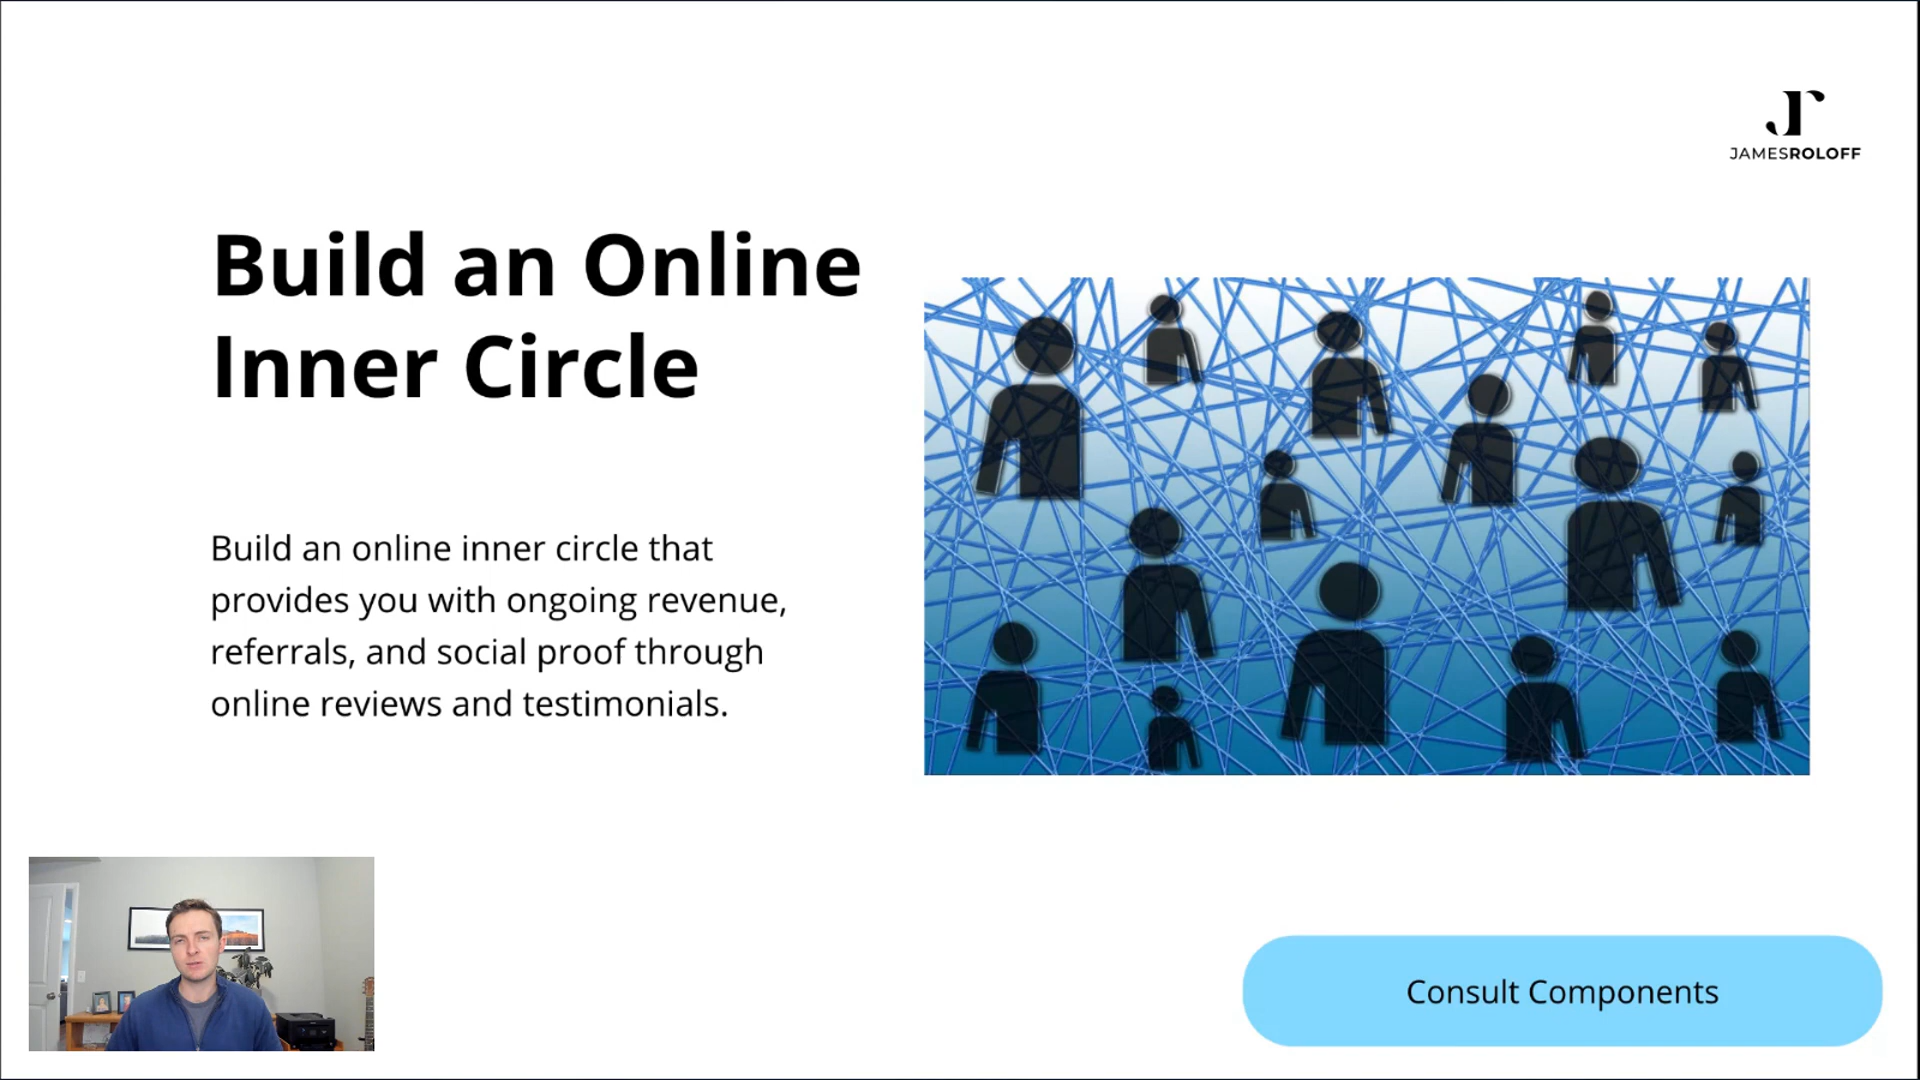 JAMESROLOFF
Build an Online
Inner Circle
Build an online inner circle that
provides you with ongoing revenue,
referrals, and social proof through
online reviews and testimonials.
Consult Components